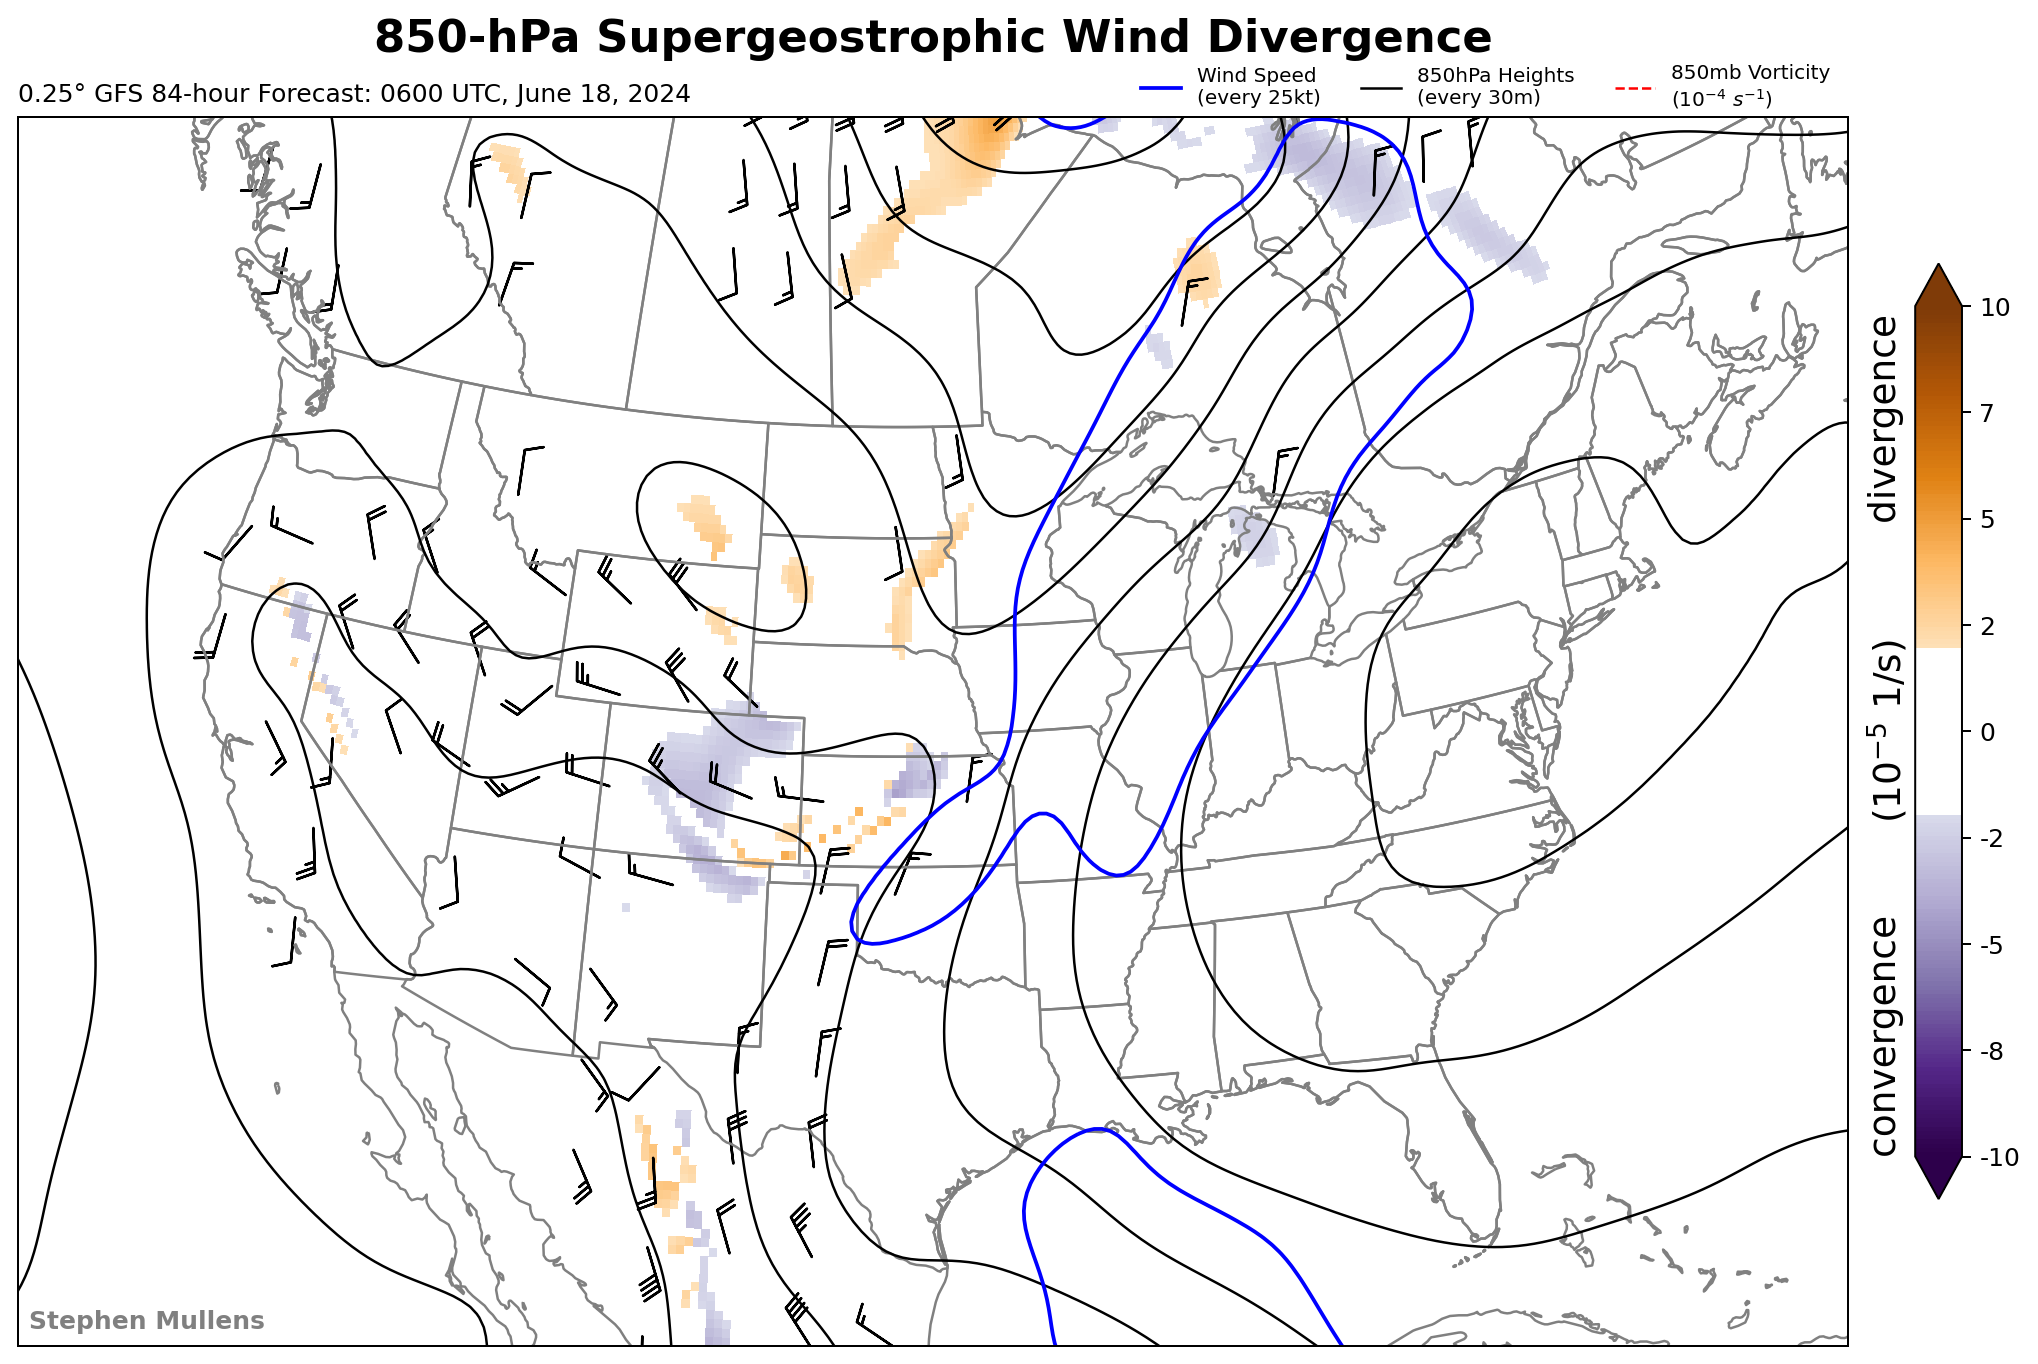 850-hPa Supergeostrophic Wind Divergence
0.25° GFS 84-hour Forecast: 0600 UTC, June 18, 2024
Wind Speed
(every 25kt)
850hPa Heights
(every 30m)
850mb Vorticity
(10⁻⁴ s⁻¹)
10
7
5
2
0
-2
-5
-8
-10
convergence (10⁻⁵ 1/s) divergence
Stephen Mullens